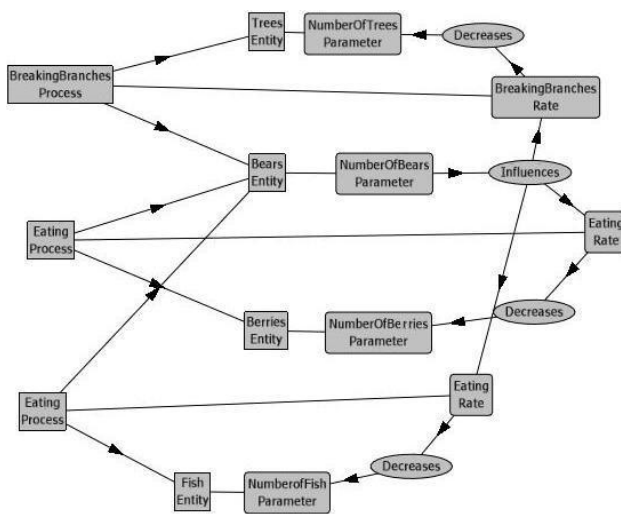 Trees
Entity
NumberOfTrees
Parameter
Decreases
BreakingBranches
Process
BreakingBranches
Rate
Bears
Entity
NumberOfBears
Parameter
Influences
Eating
Process
Eating
Rate
Berries
Entity
NumberOfBerries
Parameter
Decreases
Eating
Process
Eating
Rate
Decreases
Fish
Entity
NumberofFish
Parameter